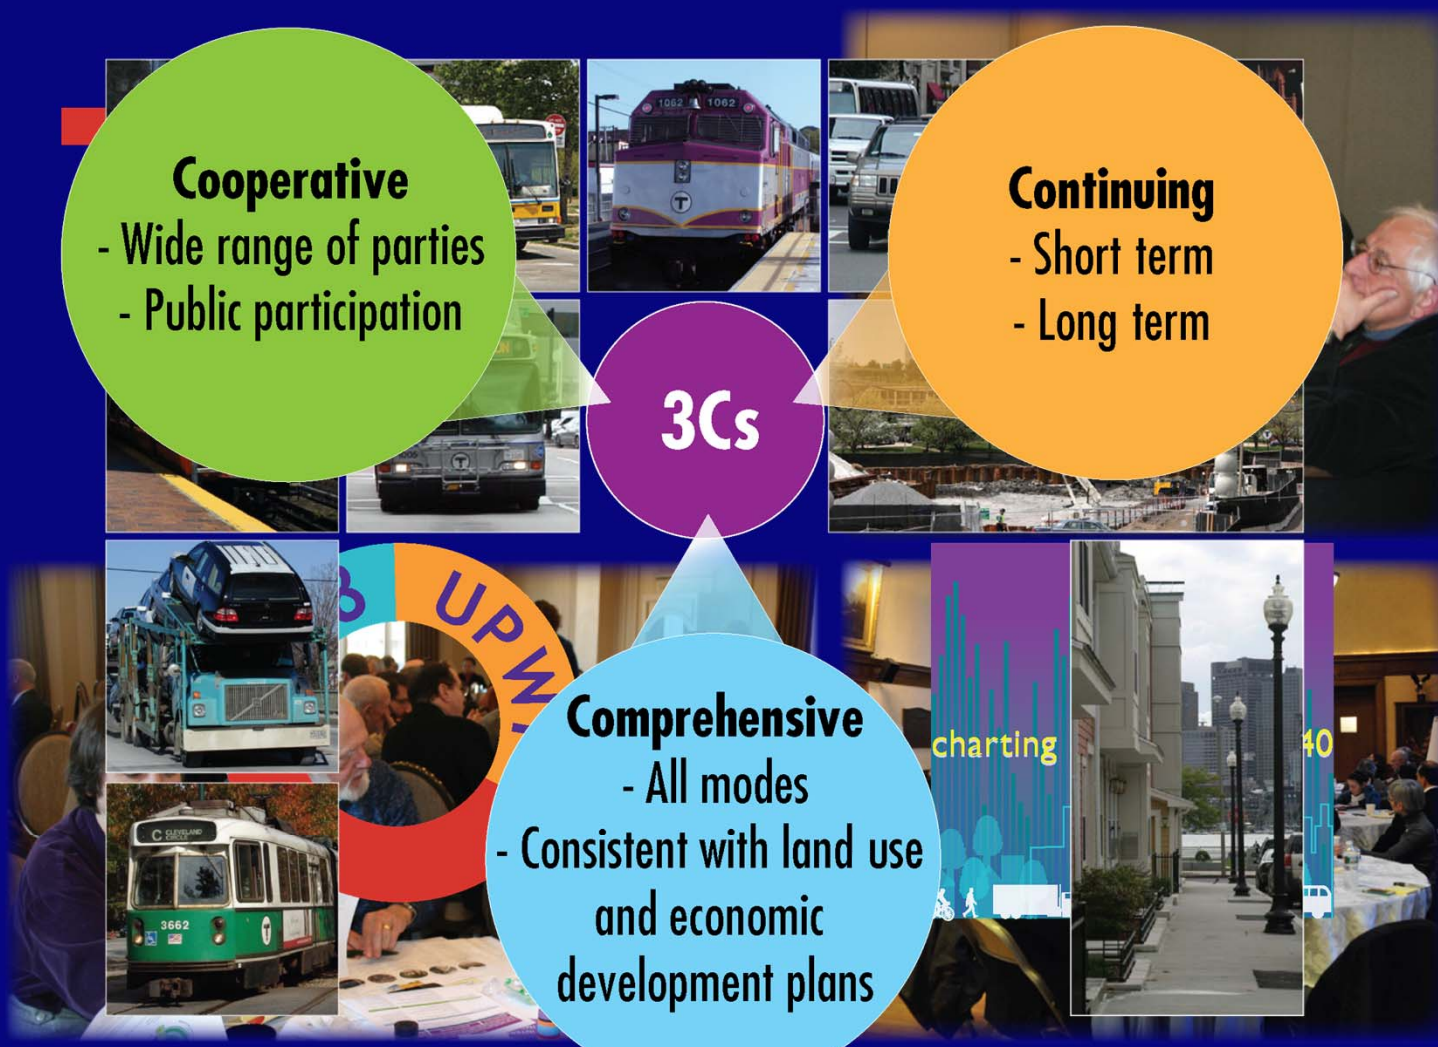 Cooperative
- Wide range of parties
- Public participation
1062 1062
T
Continuing
- Short term
- Long term
3Cs
T
UPW
Comprehensive
- All modes
- Consistent with land use
and economic
development plans
charting
40
C CLEVELAND
CIRCLE
3662
T